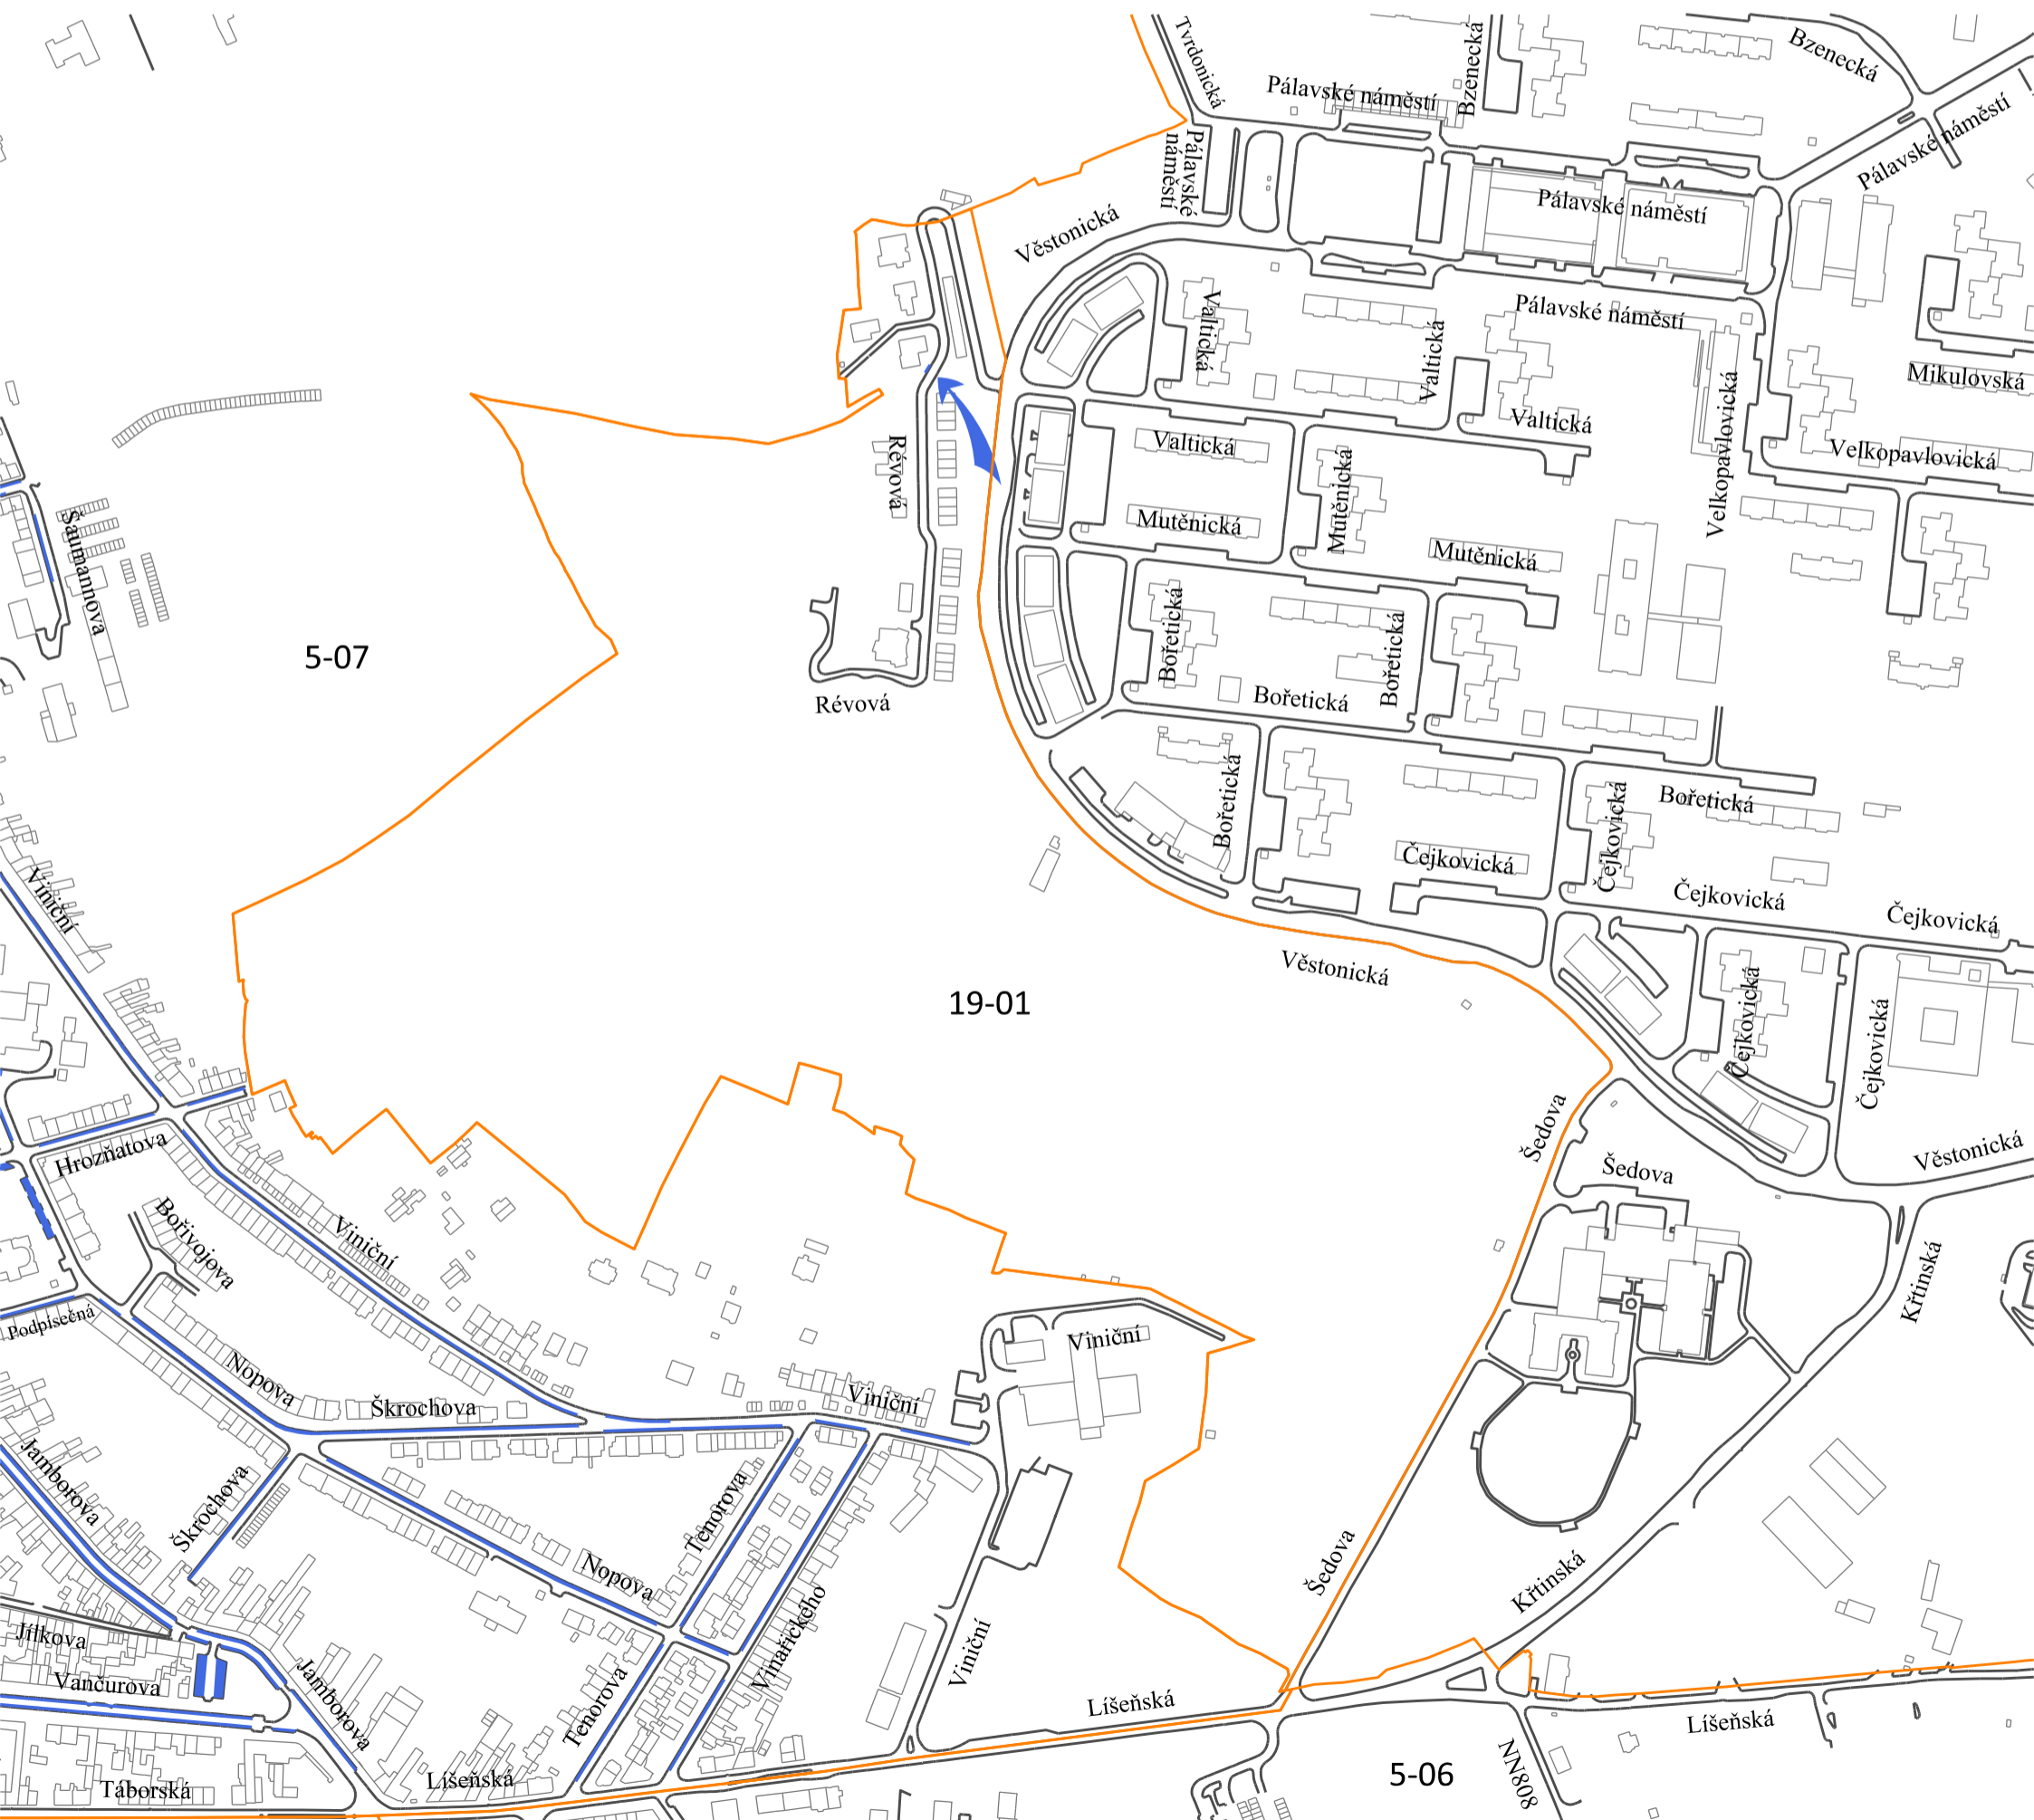 Tvrdonická
Bzenecká
Bzenecká
Pálavské náměstí
Pálavské náměstí
Pálavské
náměstí
Pálavské náměstí
Věstonická
Valtická
Pálavské náměstí
Valtická
Mikulovská
Velkopavlovická
Valtická
Valtická
Velkopavlovická
Révová
Mutěnická
Mutěnická
Mutěnická
Šaumannova
5-07
Bořetická
Bořetická
Bořetická
Révová
Bořetická
Bořetická
Čejkovická
Čejkovická
Čejkovická
Čejkovická
Viniční
Věstonická
19-01
Čejkovická
Čejkovická
Šedova
Šedova
Věstonická
Hrozňatova
Bořivojova
Viniční
Křtinská
Podpísečná
Viniční
Nopova
Škrochova
Viniční
Jamborova
Škrochova
Tenorova
Nopova
Šedova
Křtinská
Vinařického
Viniční
Jílkova
Vančurova
Jamborova
Tenorova
Líšeňská
Líšeňská
Táborská
Líšeňská
5-06
NN808